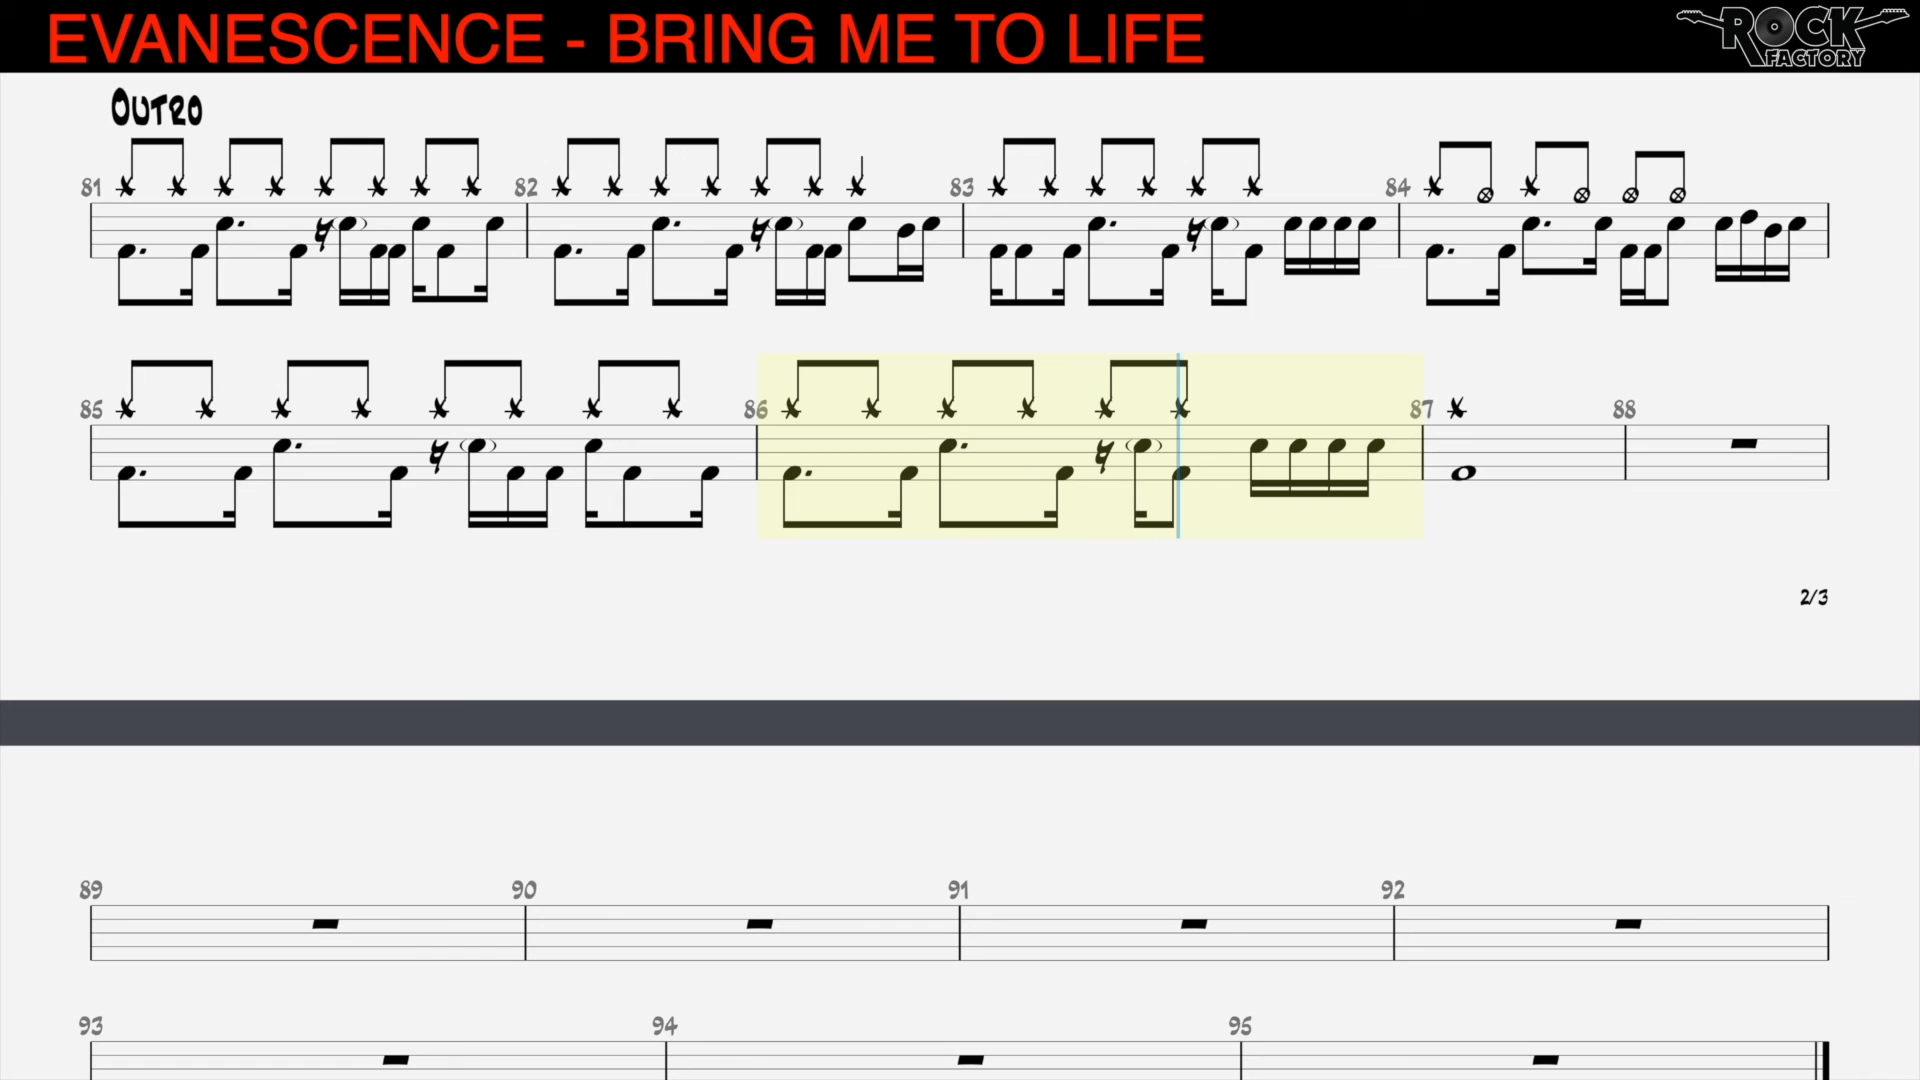 EVANESCENCE - BRING ME TO LIFE
ROCK
FACTORY
OUTRO
81 82 83 84
85 86 87 88
2/3
89 90 91 92
93 94 95